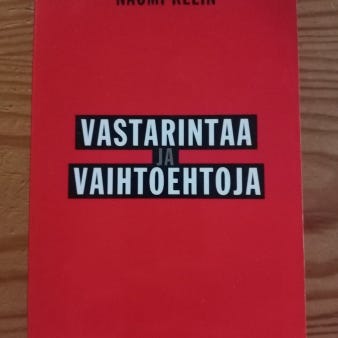 NAOMI KLEIN
VASTARINTAA
JA
VAIHTOEHTOJA